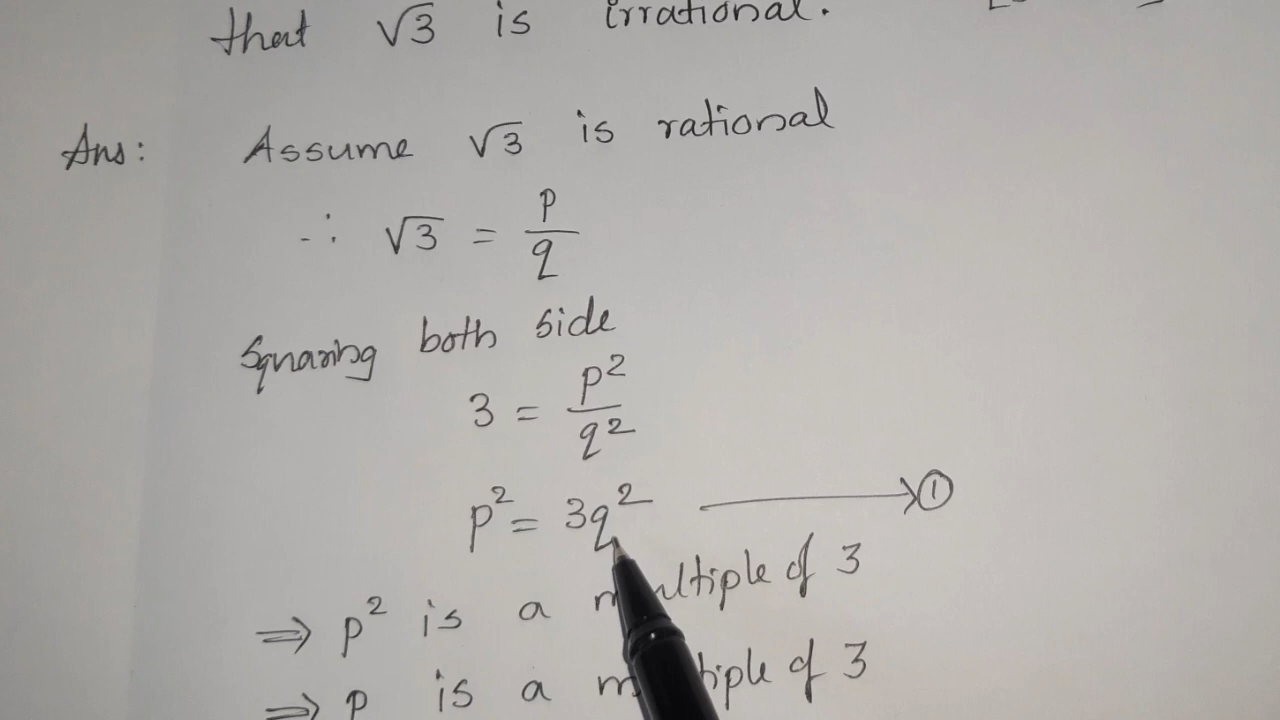 that √3 is irrational.
Ans: Assume √3 is rational
∴ √3 = p/q
Squaring both side
3 = p²/q²
p² = 3q² ⟶ ①
⇒ p² is a multiple of 3
⇒ p is a multiple of 3